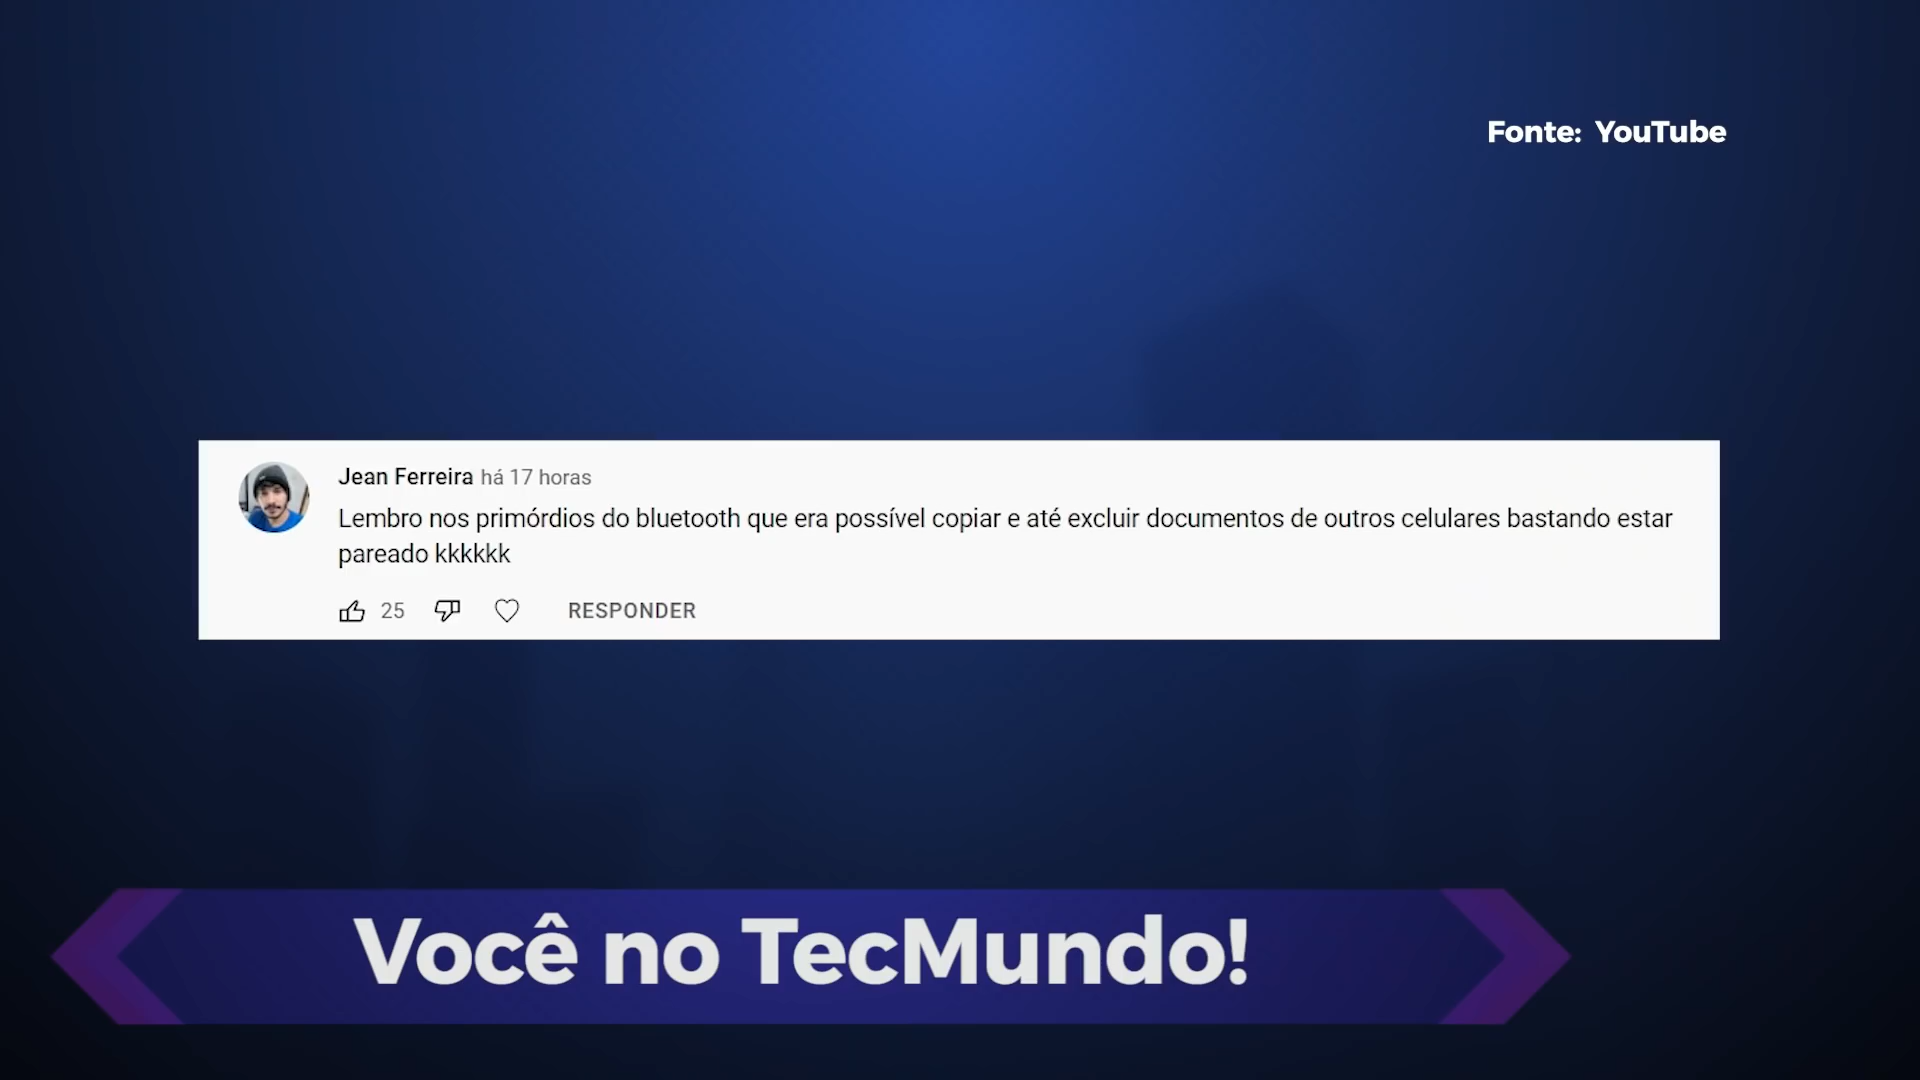 Fonte: YouTube
Jean Ferreira há 17 horas
Lembro nos primórdios do bluetooth que era possível copiar e até excluir documentos de outros celulares bastando estar
pareado kkkkkk
25 RESPONDER
Você no TecMundo!